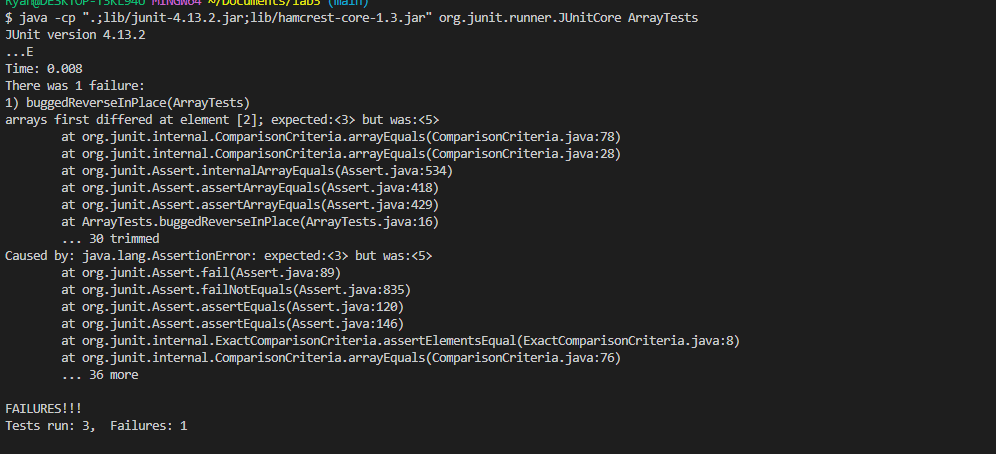 Ryan@DESKTOP-T3KL94O MINGW64 ~/Documents/lab3 (main)
$ java -cp ".;lib/junit-4.13.2.jar;lib/hamcrest-core-1.3.jar" org.junit.runner.JUnitCore ArrayTests
JUnit version 4.13.2
...E
Time: 0.008
There was 1 failure:
1) buggedReverseInPlace(ArrayTests)
arrays first differed at element [2]; expected:<3> but was:<5>
at org.junit.internal.ComparisonCriteria.arrayEquals(ComparisonCriteria.java:78)
at org.junit.internal.ComparisonCriteria.arrayEquals(ComparisonCriteria.java:28)
at org.junit.Assert.internalArrayEquals(Assert.java:534)
at org.junit.Assert.assertArrayEquals(Assert.java:418)
at org.junit.Assert.assertArrayEquals(Assert.java:429)
at ArrayTests.buggedReverseInPlace(ArrayTests.java:16)
... 30 trimmed
Caused by: java.lang.AssertionError: expected:<3> but was:<5>
at org.junit.Assert.fail(Assert.java:89)
at org.junit.Assert.failNotEquals(Assert.java:835)
at org.junit.Assert.assertEquals(Assert.java:120)
at org.junit.Assert.assertEquals(Assert.java:146)
at org.junit.internal.ExactComparisonCriteria.assertElementsEqual(ExactComparisonCriteria.java:8)
at org.junit.internal.ComparisonCriteria.arrayEquals(ComparisonCriteria.java:76)
... 36 more
FAILURES!!!
Tests run: 3,  Failures: 1